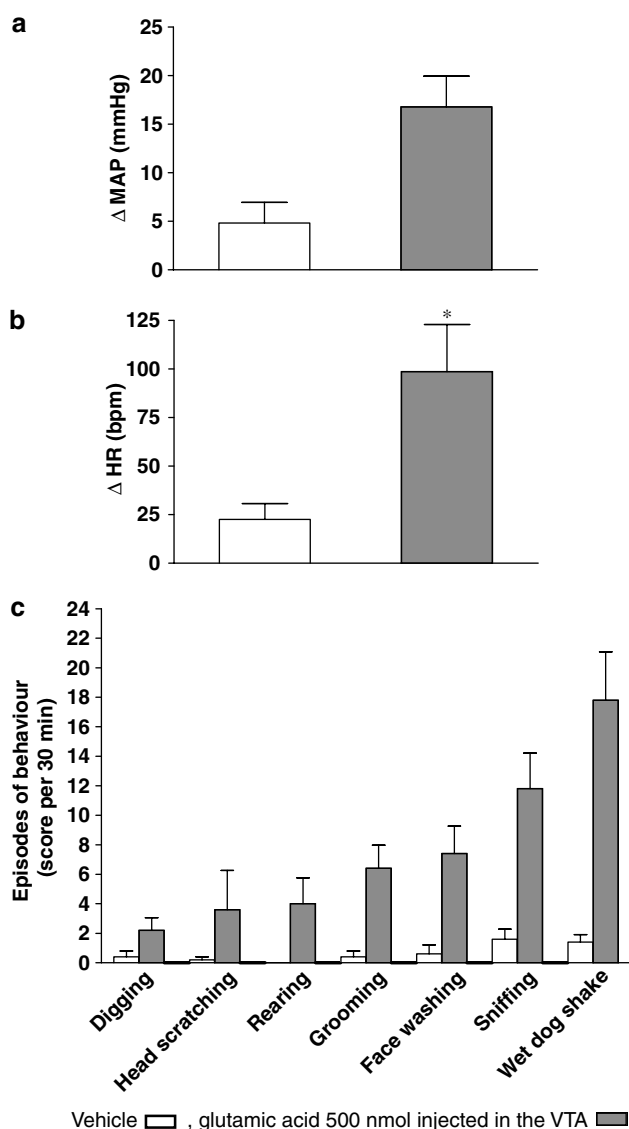 a
25
20
15
10
5
0
Δ MAP (mmHg)
b
*
125
100
75
50
25
0
Δ HR (bpm)
c
24
22
20
18
16
14
12
10
8
6
4
2
0
Episodes of behaviour
(score per 30 min)
Digging
Head scratching
Rearing
Grooming
Face washing
Sniffing
Wet dog shake
Vehicle , glutamic acid 500 nmol injected in the VTA